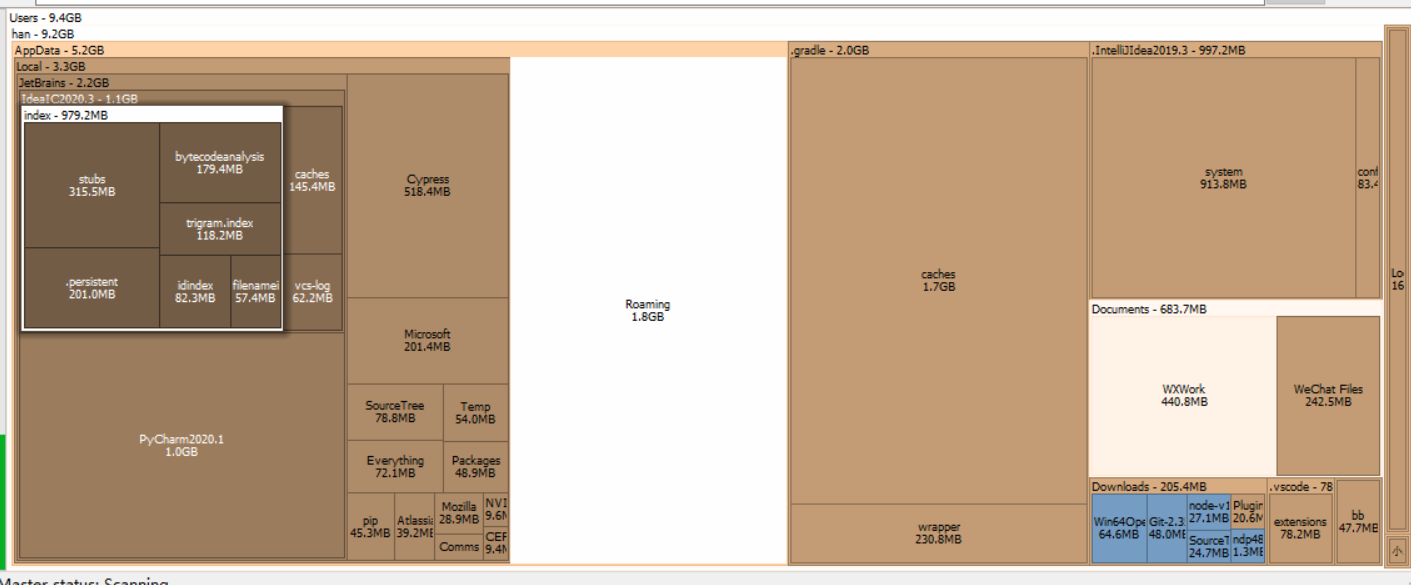 Users - 9.4GB
han - 9.2GB
AppData - 5.2GB
Local - 3.3GB
JetBrains - 2.2GB
IdeaIC2020.3 - 1.1GB
index - 979.2MB
stubs
315.5MB
bytecodeanalysis
179.4MB
trigram.index
118.2MB
.persistent
201.0MB
idindex
82.3MB
filenamei
57.4MB
caches
145.4MB
vcs-log
62.2MB
PyCharm2020.1
1.0GB
Cypress
518.4MB
Microsoft
201.4MB
SourceTree
78.8MB
Temp
54.0MB
Everything
72.1MB
Packages
48.9MB
pip
45.3MB
Atlassia
39.2ME
Mozilla
28.9MB
Comms
NVI
9.6M
CEF
9.4M
Roaming
1.8GB
.gradle - 2.0GB
caches
1.7GB
wrapper
230.8MB
.IntelliJIdea2019.3 - 997.2MB
system
913.8MB
conf
83.4
Documents - 683.7MB
WXWork
440.8MB
WeChat Files
242.5MB
Downloads - 205.4MB
Win64Ope
64.6MB
Git-2.3
48.0ME
node-v1
27.1MB
Plugin
20.6M
SourceT
24.7MB
ndp48
1.3ME
.vscode - 78
extensions
78.2MB
bb
47.7MB
Lo
16
小
Master status: Scanning